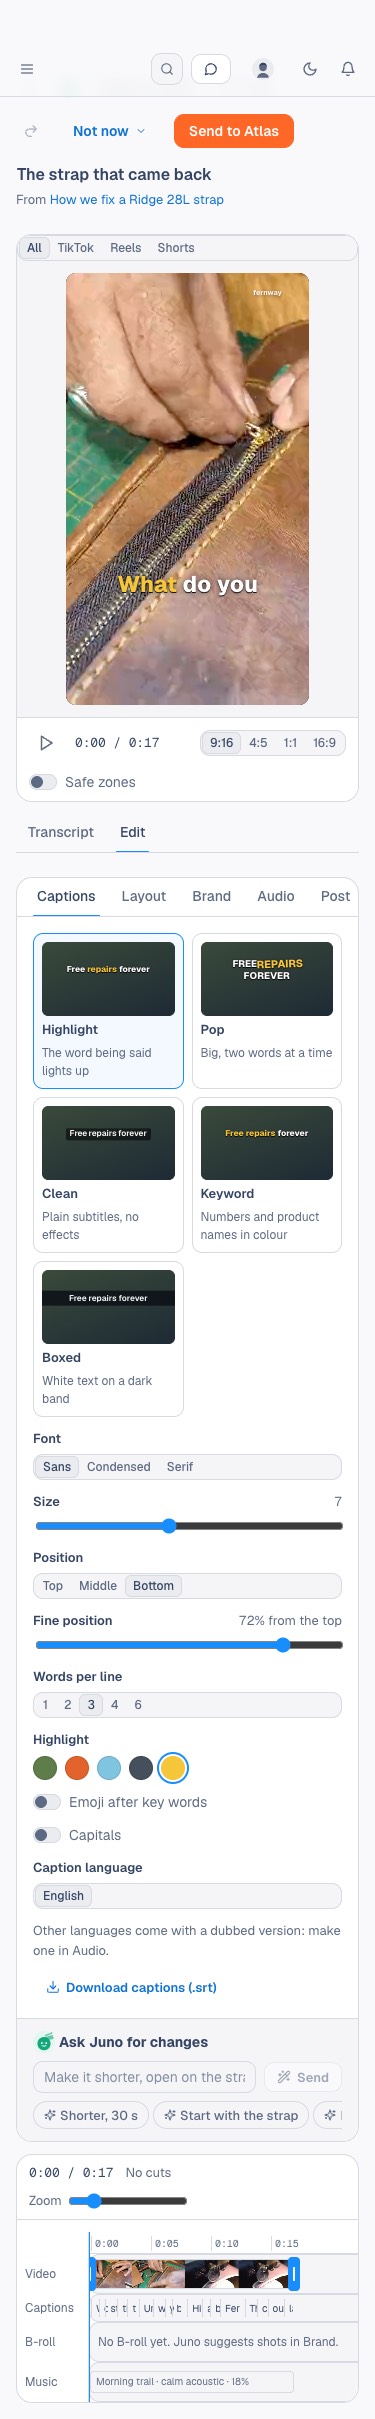 Not now
Send to Atlas
The strap that came back
From How we fix a Ridge 28L strap
All TikTok Reels Shorts
fernway
What do you
0:00 / 0:17
9:16 4:5 1:1 16:9
Safe zones
Transcript Edit
Captions Layout Brand Audio Post
Free repairs forever
Highlight
The word being said
lights up
FREE REPAIRS
FOREVER
Pop
Big, two words at a time
Free repairs forever
Clean
Plain subtitles, no
effects
Free repairs forever
Keyword
Numbers and product
names in colour
Free repairs forever
Boxed
White text on a dark
band
Font
Sans Condensed Serif
Size 7
Position
Top Middle Bottom
Fine position 72% from the top
Words per line
1 2 3 4 6
Highlight
Emoji after key words
Capitals
Caption language
English
Other languages come with a dubbed version: make
one in Audio.
Download captions (.srt)
Ask Juno for changes
Make it shorter, open on the stra
Send
Shorter, 30 s
Start with the strap
0:00 / 0:17 No cuts
Zoom
0:00 0:05 0:10 0:15
Video
Captions
B-roll
No B-roll yet. Juno suggests shots in Brand.
Music
Morning trail · calm acoustic · 18%